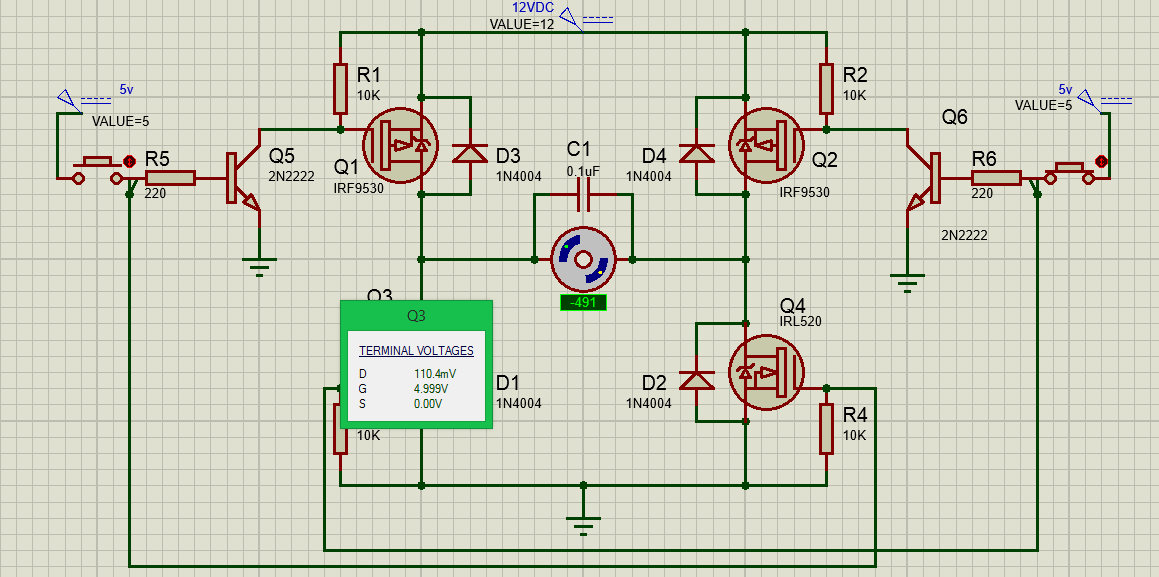 12VDC
VALUE=12
R1
10K
R2
10K
5v
VALUE=5
5v
VALUE=5
Q6
R5
220
Q5
2N2222
Q1
IRF9530
D3
1N4004
C1
0.1uF
D4
1N4004
Q2
IRF9530
R6
220
2N2222
-491
Q3
Q3
TERMINAL VOLTAGES
D 110.4mV
G 4.999V
S 0.00V
10K
D1
1N4004
Q4
IRL520
D2
1N4004
R4
10K